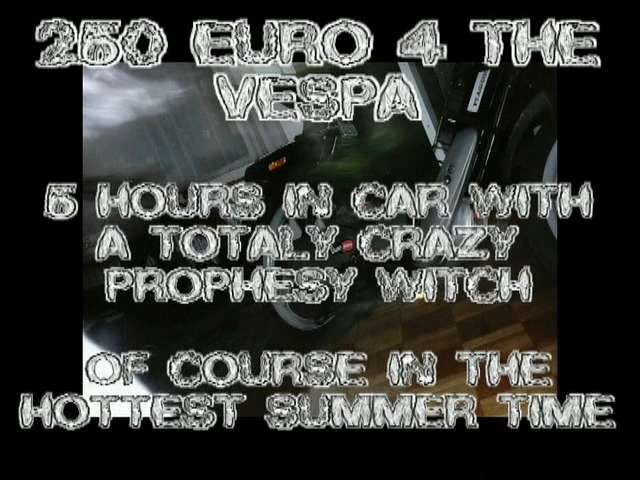 250 EURO 4 THE
VESPA
5 HOURS IN CAR WITH
A TOTALY CRAZY
PROPHESY WITCH
OF COURSE IN THE
HOTTEST SUMMER TIME